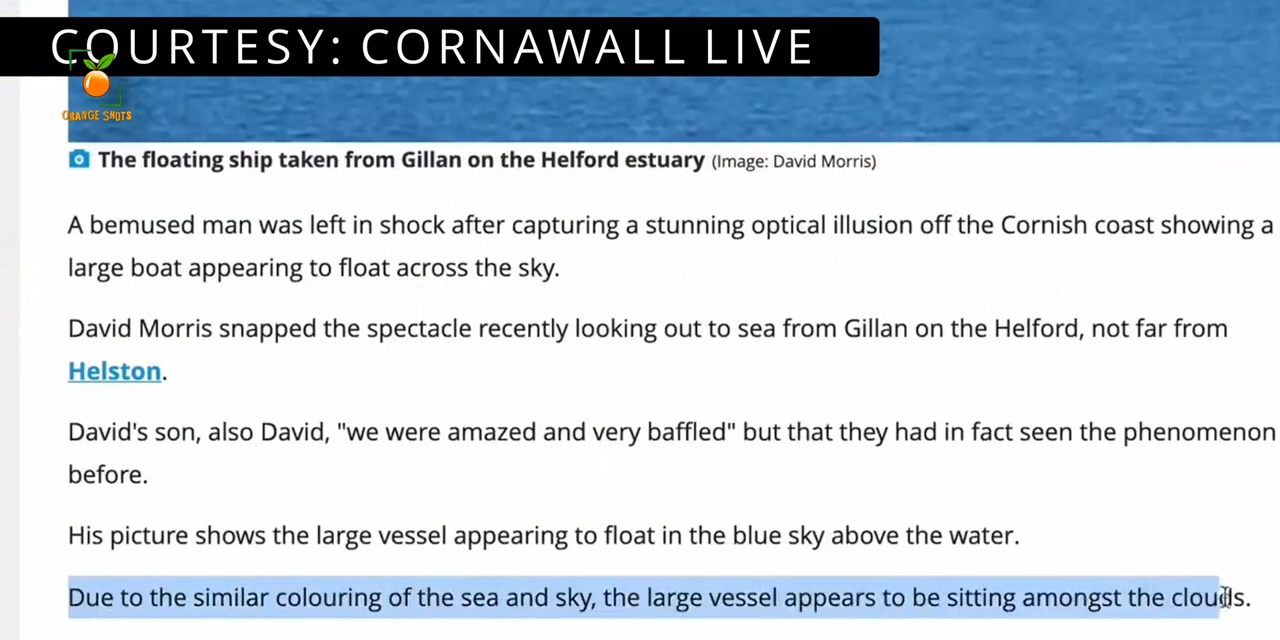 COURTESY: CORNAWALL LIVE
ORANGE SHOTS
The floating ship taken from Gillan on the Helford estuary (Image: David Morris)
A bemused man was left in shock after capturing a stunning optical illusion off the Cornish coast showing a
large boat appearing to float across the sky.
David Morris snapped the spectacle recently looking out to sea from Gillan on the Helford, not far from
Helston.
David's son, also David, "we were amazed and very baffled" but that they had in fact seen the phenomenon
before.
His picture shows the large vessel appearing to float in the blue sky above the water.
Due to the similar colouring of the sea and sky, the large vessel appears to be sitting amongst the clouds.